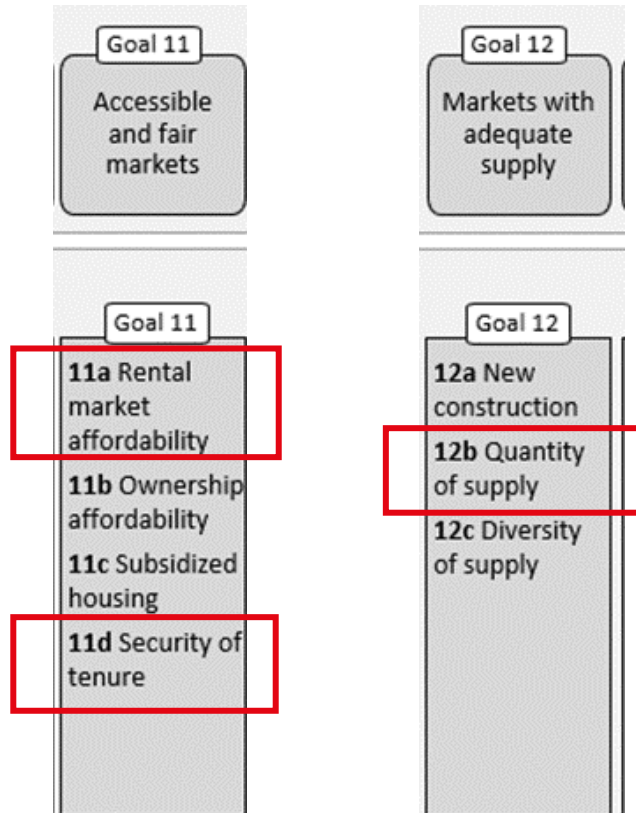 Goal 11
Accessible
and fair
markets
Goal 12
Markets with
adequate
supply
Goal 11
11a Rental
market
affordability
11b Ownership
affordability
11c Subsidized
housing
11d Security of
tenure
Goal 12
12a New
construction
12b Quantity
of supply
12c Diversity
of supply